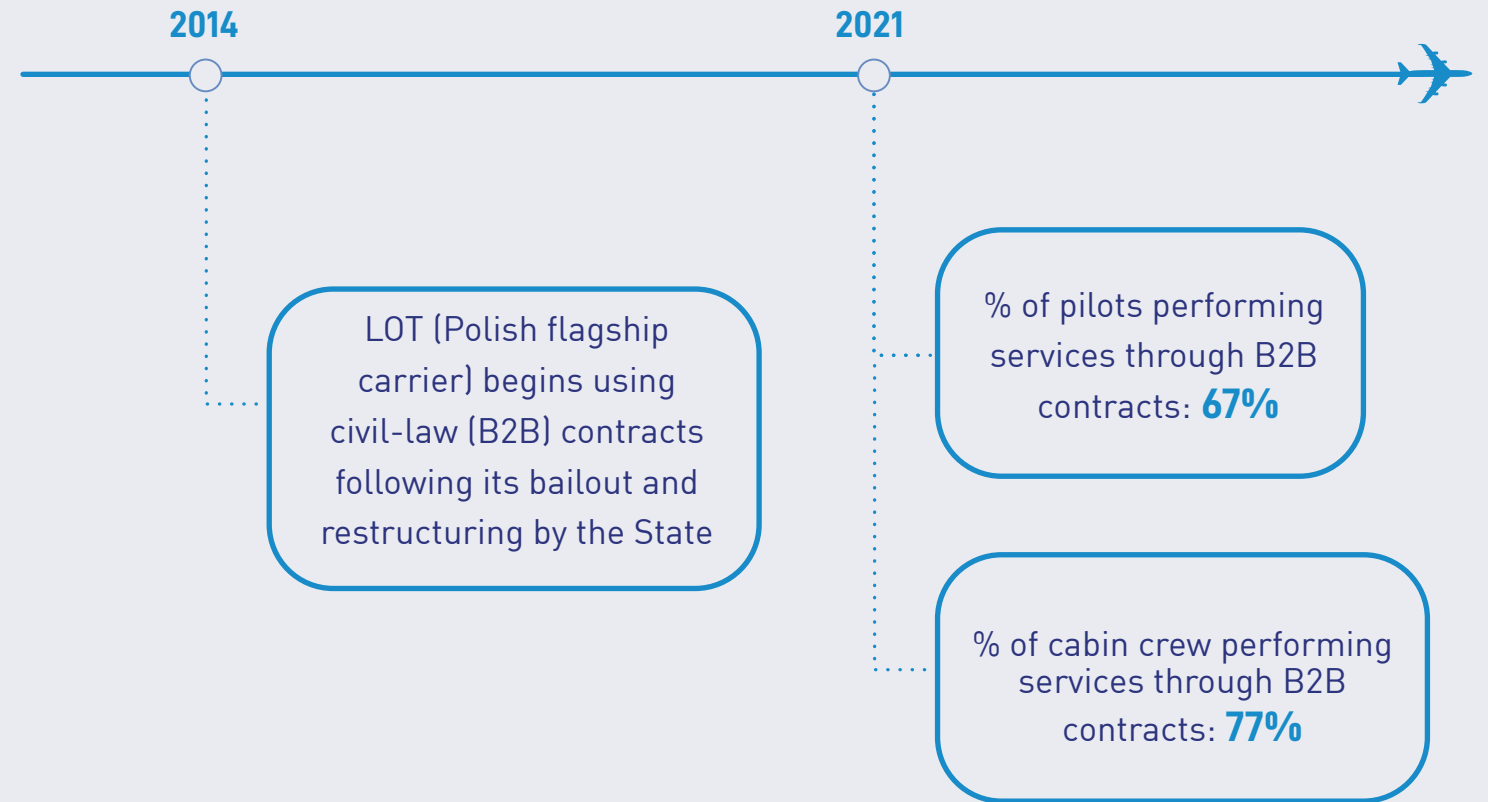 2014
2021
LOT (Polish flagship
carrier) begins using
civil-law (B2B) contracts
following its bailout and
restructuring by the State
% of pilots performing
services through B2B
contracts: 67%
% of cabin crew performing
services through B2B
contracts: 77%